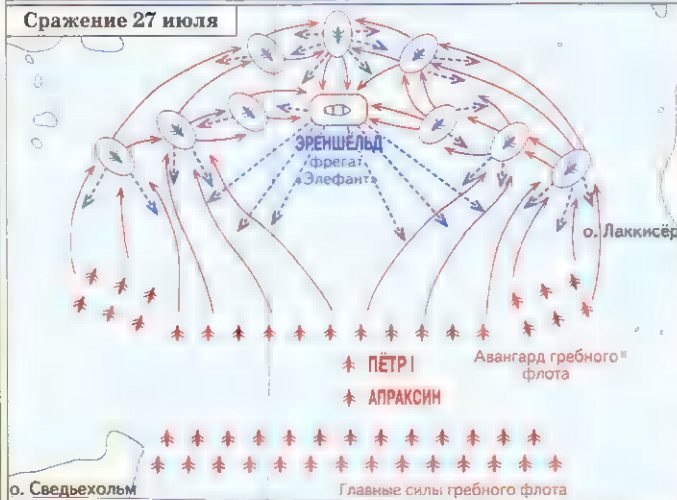 Сражение 27 июля
ЭРЕНШЕЛЬД
фрегат
«Элефант»
о. Лаккисёр
ПЁТР I
Авангард гребного
флота
АПРАКСИН
о. Сведьехольм
Главные силы гребного флота